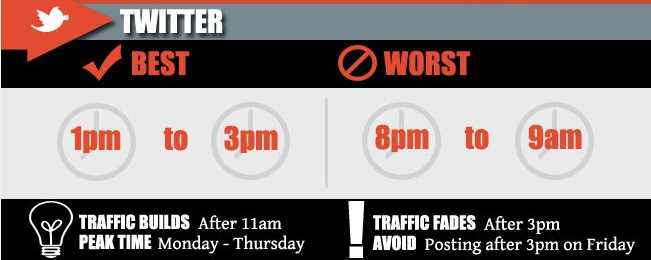 TWITTER
BEST
WORST
1pm to 3pm
8pm to 9am
TRAFFIC BUILDS After 11am
PEAK TIME Monday - Thursday
TRAFFIC FADES After 3pm
AVOID Posting after 3pm on Friday